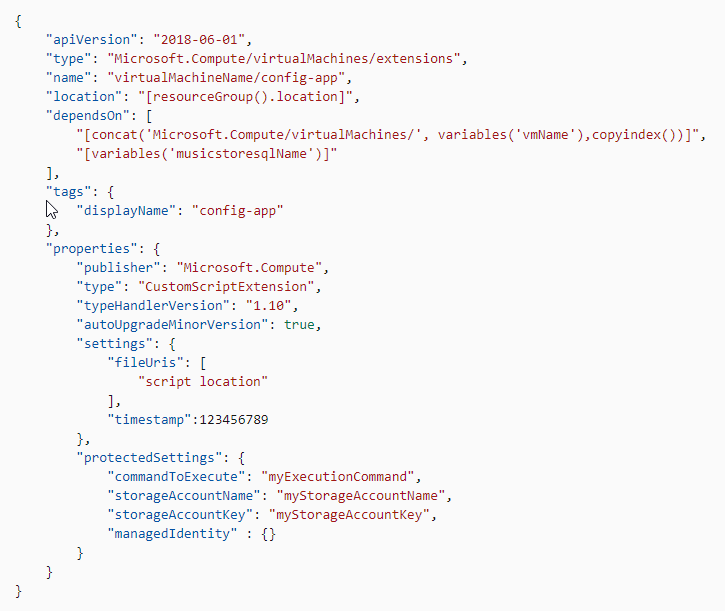 {
    "apiVersion": "2018-06-01",
    "type": "Microsoft.Compute/virtualMachines/extensions",
    "name": "virtualMachineName/config-app",
    "location": "[resourceGroup().location]",
    "dependsOn": [
        "[concat('Microsoft.Compute/virtualMachines/', variables('vmName'),copyindex())]",
        "[variables('musicstoresqlName')]"
    ],
    "tags": {
        "displayName": "config-app"
    },
    "properties": {
        "publisher": "Microsoft.Compute",
        "type": "CustomScriptExtension",
        "typeHandlerVersion": "1.10",
        "autoUpgradeMinorVersion": true,
        "settings": {
            "fileUris": [
                "script location"
            ],
            "timestamp":123456789
        },
        "protectedSettings": {
            "commandToExecute": "myExecutionCommand",
            "storageAccountName": "myStorageAccountName",
            "storageAccountKey": "myStorageAccountKey",
            "managedIdentity" : {}
        }
    }
}